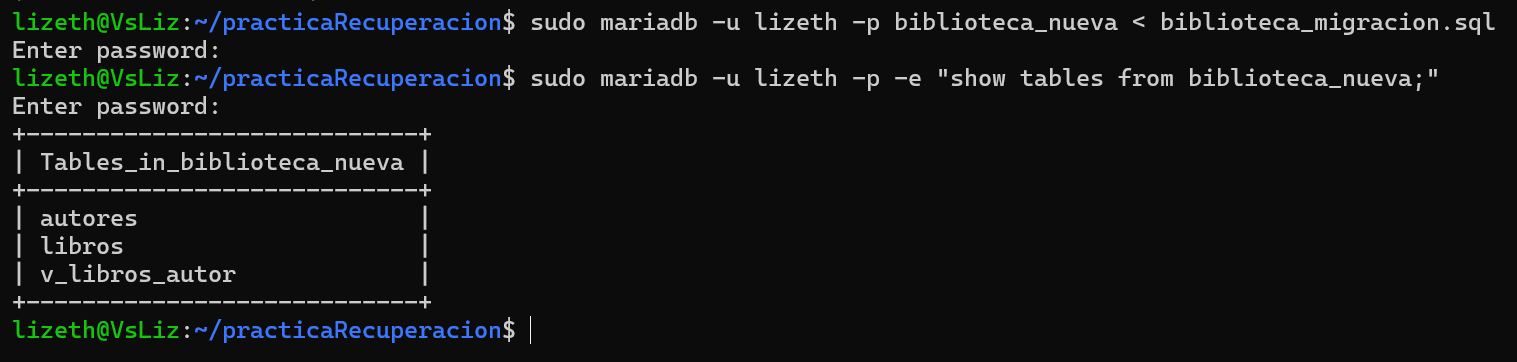 lizeth@VsLiz:~/practicaRecuperacion$ sudo mariadb -u lizeth -p biblioteca_nueva < biblioteca_migracion.sql
Enter password:
lizeth@VsLiz:~/practicaRecuperacion$ sudo mariadb -u lizeth -p -e "show tables from biblioteca_nueva;"
Enter password:
+----------------------------+
| Tables_in_biblioteca_nueva |
+----------------------------+
| autores                    |
| libros                     |
| v_libros_autor             |
+----------------------------+
lizeth@VsLiz:~/practicaRecuperacion$